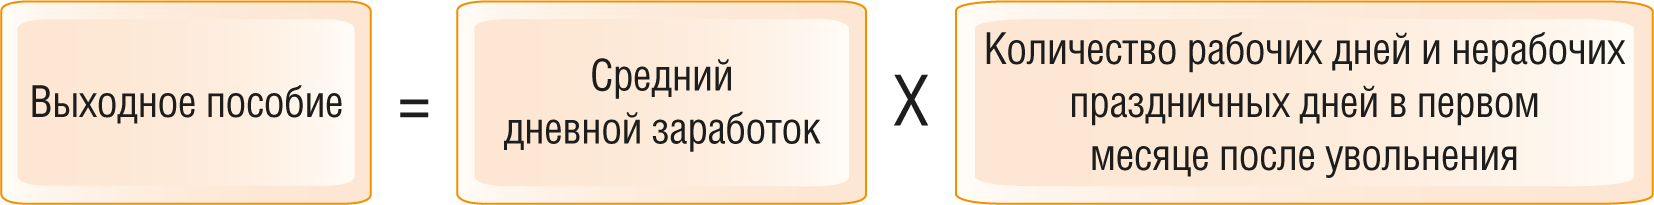 Выходное пособие
=
Средний
дневной заработок
X
Количество рабочих дней и нерабочих
праздничных дней в первом
месяце после увольнения